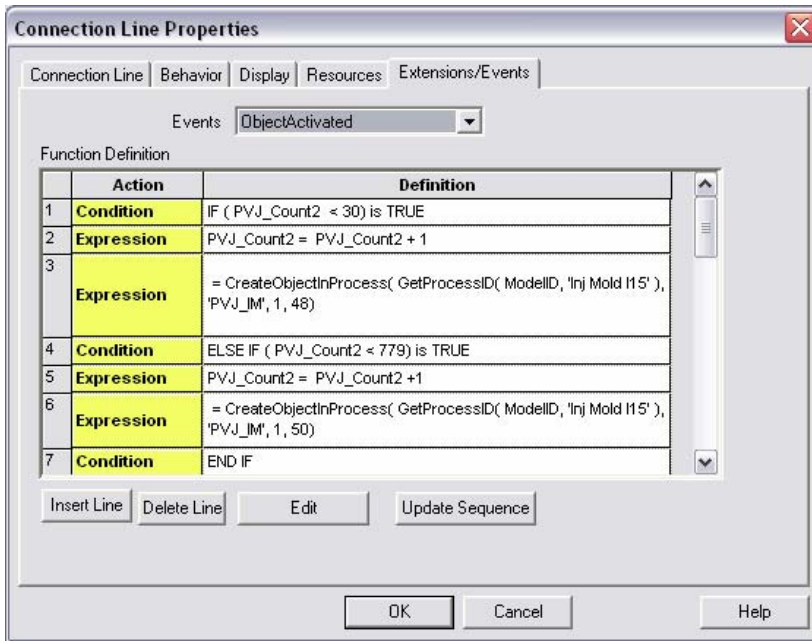 Connection Line Properties
Connection Line Behavior Display Resources Extensions/Events
Events ObjectActivated
Function Definition
Action Definition
1 Condition IF ( PVJ_Count2 < 30) is TRUE
2 Expression PVJ_Count2 = PVJ_Count2 + 1
3 Expression = CreateObjectInProcess( GetProcessID( ModelID, 'Inj Mold I15' ),
'PVJ_IM', 1, 48)
4 Condition ELSE IF ( PVJ_Count2 < 779) is TRUE
5 Expression PVJ_Count2 = PVJ_Count2 +1
6 Expression = CreateObjectInProcess( GetProcessID( ModelID, 'Inj Mold I15' ),
'PVJ_IM', 1, 50)
7 Condition END IF
Insert Line Delete Line Edit Update Sequence
OK Cancel Help